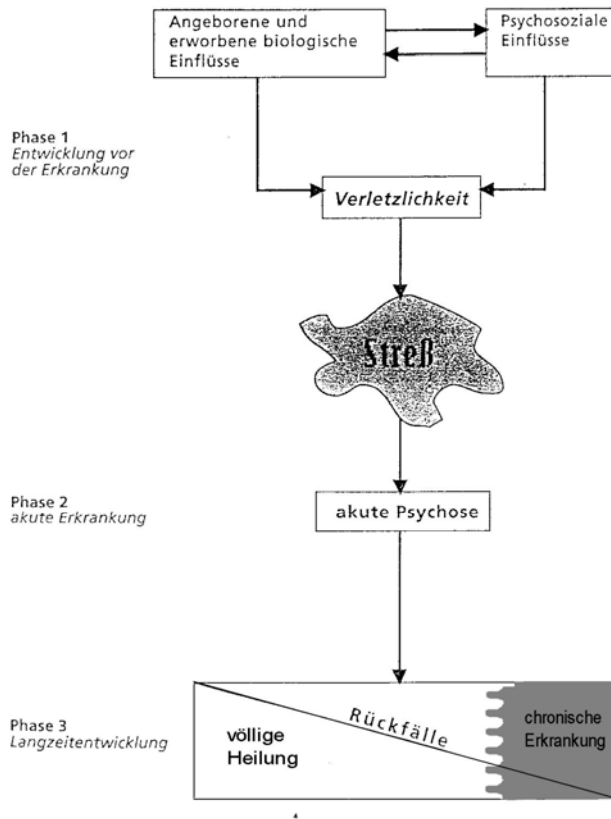 Angeborene und
erworbene biologische
Einflüsse
Psychosoziale
Einflüsse
Phase 1
Entwicklung vor
der Erkrankung
Verletzlichkeit
Streß
Phase 2
akute Erkrankung
akute Psychose
Phase 3
Langzeitentwicklung
völlige
Heilung
Rückfälle
chronische
Erkrankung